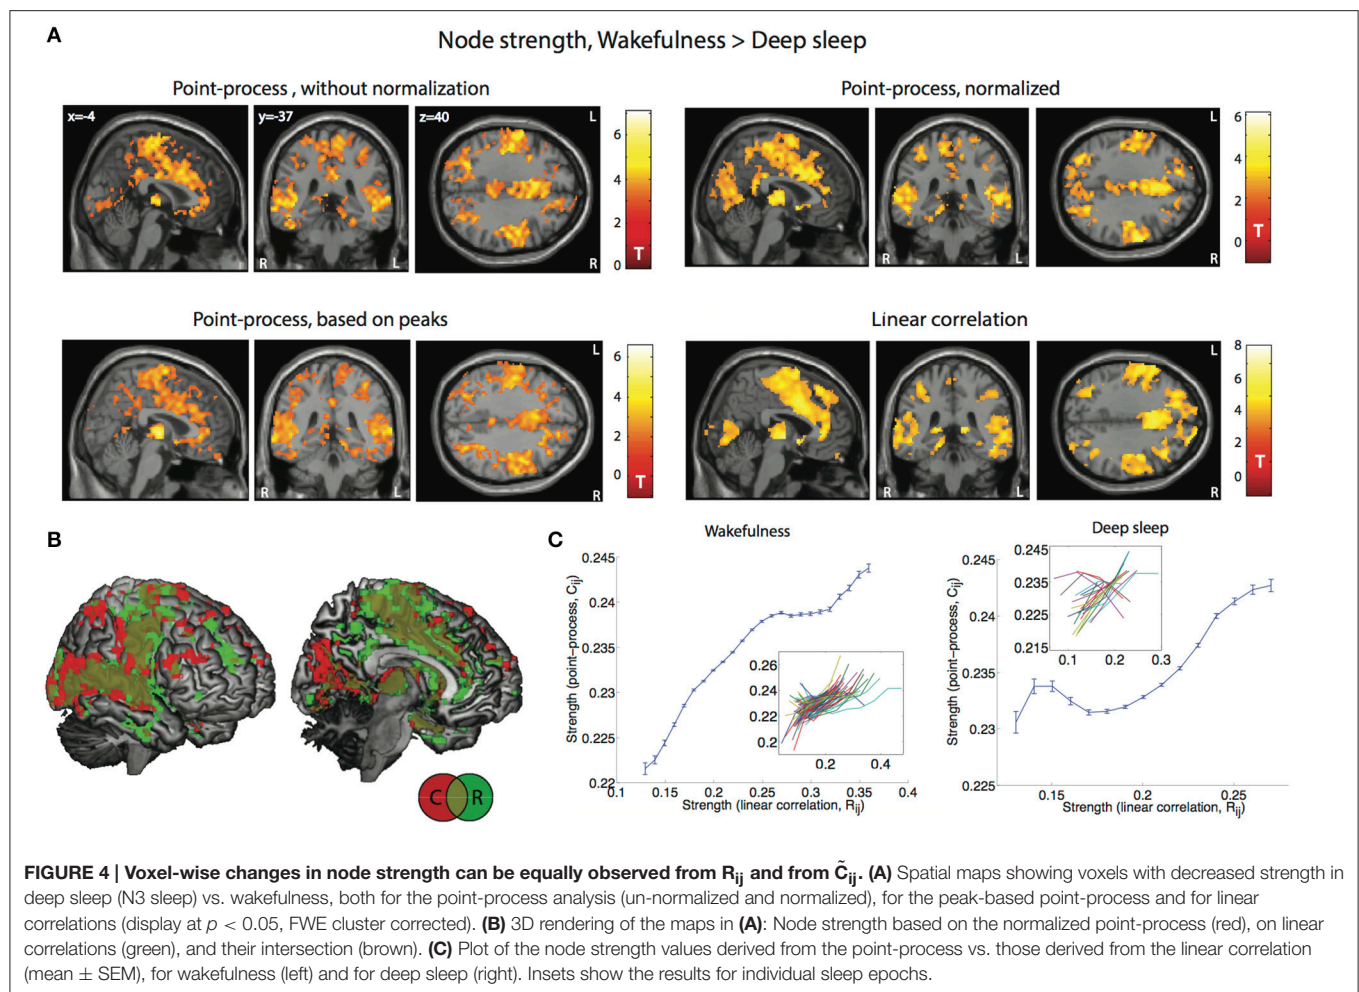 A
Node strength, Wakefulness > Deep sleep
Point-process , without normalization
x=-4
y=-37
z=40
L
R
L
R
6
4
2
0
T
Point-process, normalized
L
R
L
R
6
4
2
0
T
Point-process, based on peaks
L
R
L
R
6
4
2
0
T
Linear correlation
L
R
L
R
8
6
4
2
0
T
B
C R
C
Wakefulness
Strength (point-process, Cij)
0.245
0.24
0.235
0.23
0.225
0.22
0.1
0.15
0.2
0.25
0.3
0.35
0.4
Strength (linear correlation, Rij)
0.26
0.24
0.22
0.2
0.2
0.4
Deep sleep
Strength (point-process, Cij)
0.245
0.24
0.235
0.23
0.225
0.15
0.2
0.25
Strength (linear correlation, Rij)
0.245
0.235
0.225
0.215
0.1
0.2
0.3
FIGURE 4 | Voxel-wise changes in node strength can be equally observed from Rij and from C̃ij. (A) Spatial maps showing voxels with decreased strength in
deep sleep (N3 sleep) vs. wakefulness, both for the point-process analysis (un-normalized and normalized), for the peak-based point-process and for linear
correlations (display at p < 0.05, FWE cluster corrected). (B) 3D rendering of the maps in (A): Node strength based on the normalized point-process (red), on linear
correlations (green), and their intersection (brown). (C) Plot of the node strength values derived from the point-process vs. those derived from the linear correlation
(mean ± SEM), for wakefulness (left) and for deep sleep (right). Insets show the results for individual sleep epochs.